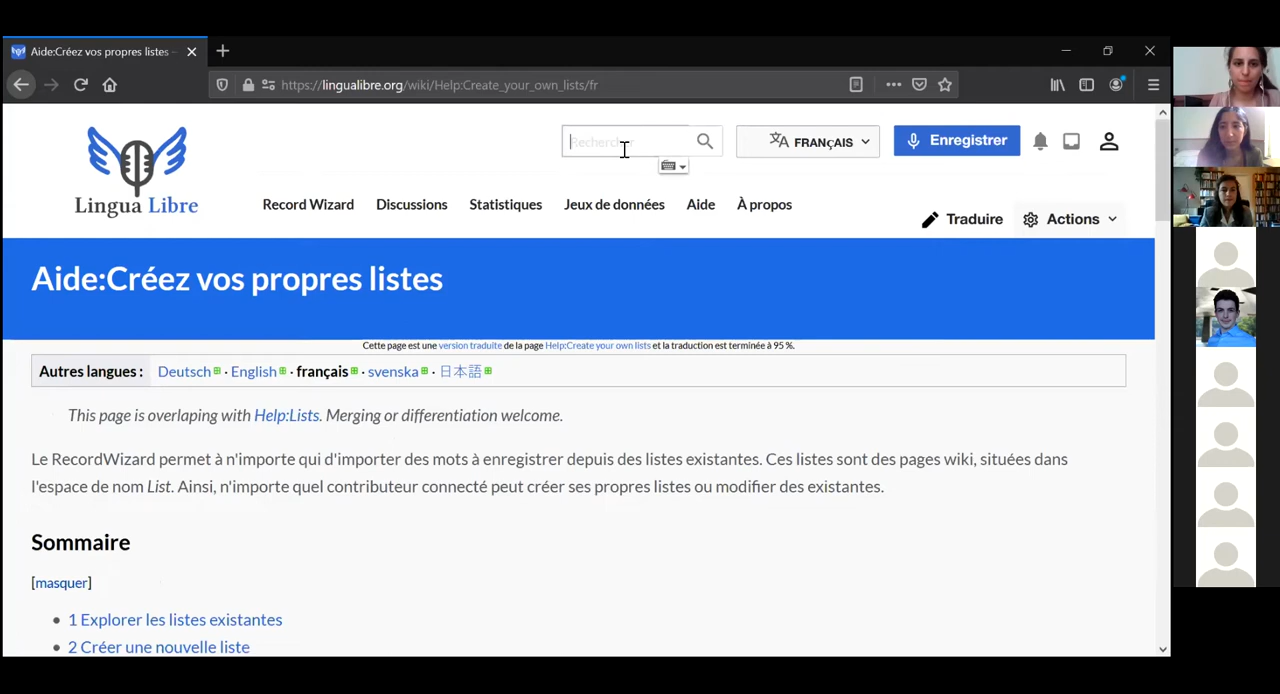 Aide:Créez vos propres listes -
https://lingualibre.org/wiki/Help:Create_your_own_lists/fr
Rechercher
FRANÇAIS
Enregistrer
Lingua Libre
Record Wizard
Discussions
Statistiques
Jeux de données
Aide
À propos
Traduire
Actions
Aide:Créez vos propres listes
Cette page est une version traduite de la page Help:Create your own lists et la traduction est terminée à 95 %.
Autres langues : Deutsch · English · français · svenska · 日本語
This page is overlaping with Help:Lists. Merging or differentiation welcome.
Le RecordWizard permet à n'importe qui d'importer des mots à enregistrer depuis des listes existantes. Ces listes sont des pages wiki, situées dans
l'espace de nom List. Ainsi, n'importe quel contributeur connecté peut créer ses propres listes ou modifier des existantes.
Sommaire
[masquer]
1 Explorer les listes existantes
2 Créer une nouvelle liste